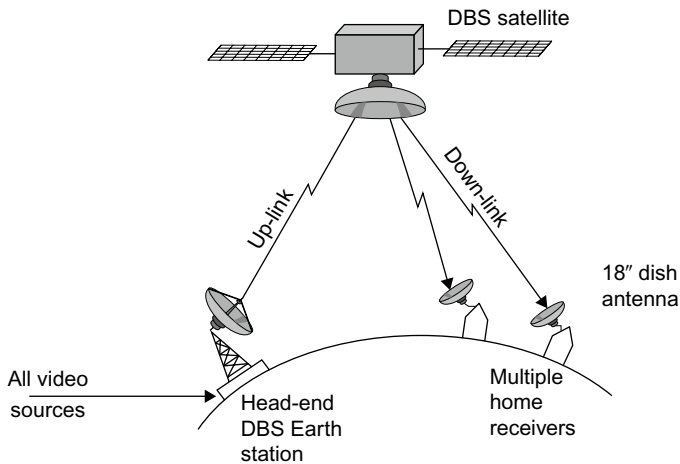 DBS satellite
Up-link
Down-link
18″ dish
antenna
All video
sources
Head-end
DBS Earth
station
Multiple
home
receivers